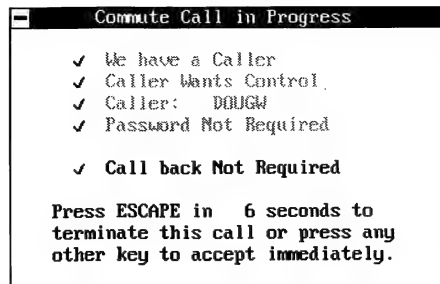 Commute Call in Progress
✓ We have a Caller
✓ Caller Wants Control
✓ Caller: DOUGW
✓ Password Not Required
✓ Call back Not Required
Press ESCAPE in 6 seconds to
terminate this call or press any
other key to accept immediately.